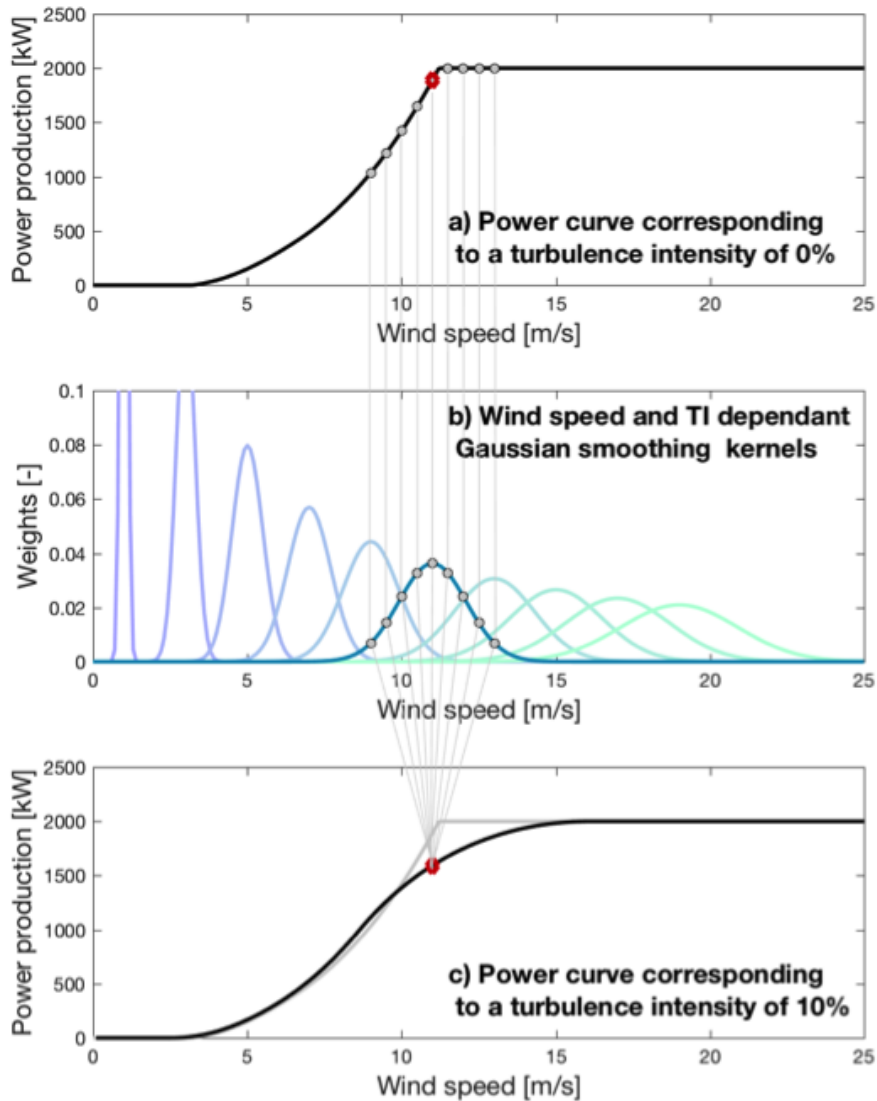 2500
2000
1500
1000
500
0
Power production [kW]
a) Power curve corresponding
to a turbulence intensity of 0%
0 5 10 15 20 25
Wind speed [m/s]
0.1
0.08
0.06
0.04
0.02
0
Weights [-]
b) Wind speed and TI dependant
Gaussian smoothing kernels
0 5 10 15 20 25
Wind speed [m/s]
2500
2000
1500
1000
500
0
Power production [kW]
c) Power curve corresponding
to a turbulence intensity of 10%
0 5 10 15 20 25
Wind speed [m/s]